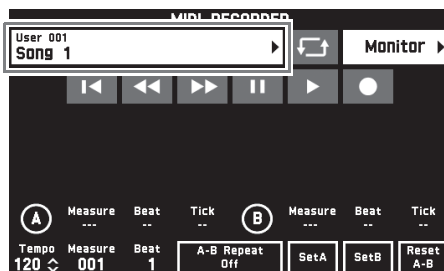 MIDI RECORDER
User 001
Song 1
Monitor
A Measure Beat Tick B Measure Beat Tick
--- -- -- --- -- --
Tempo Measure Beat A-B Repeat SetA SetB Reset
120 001 1 Off A-B